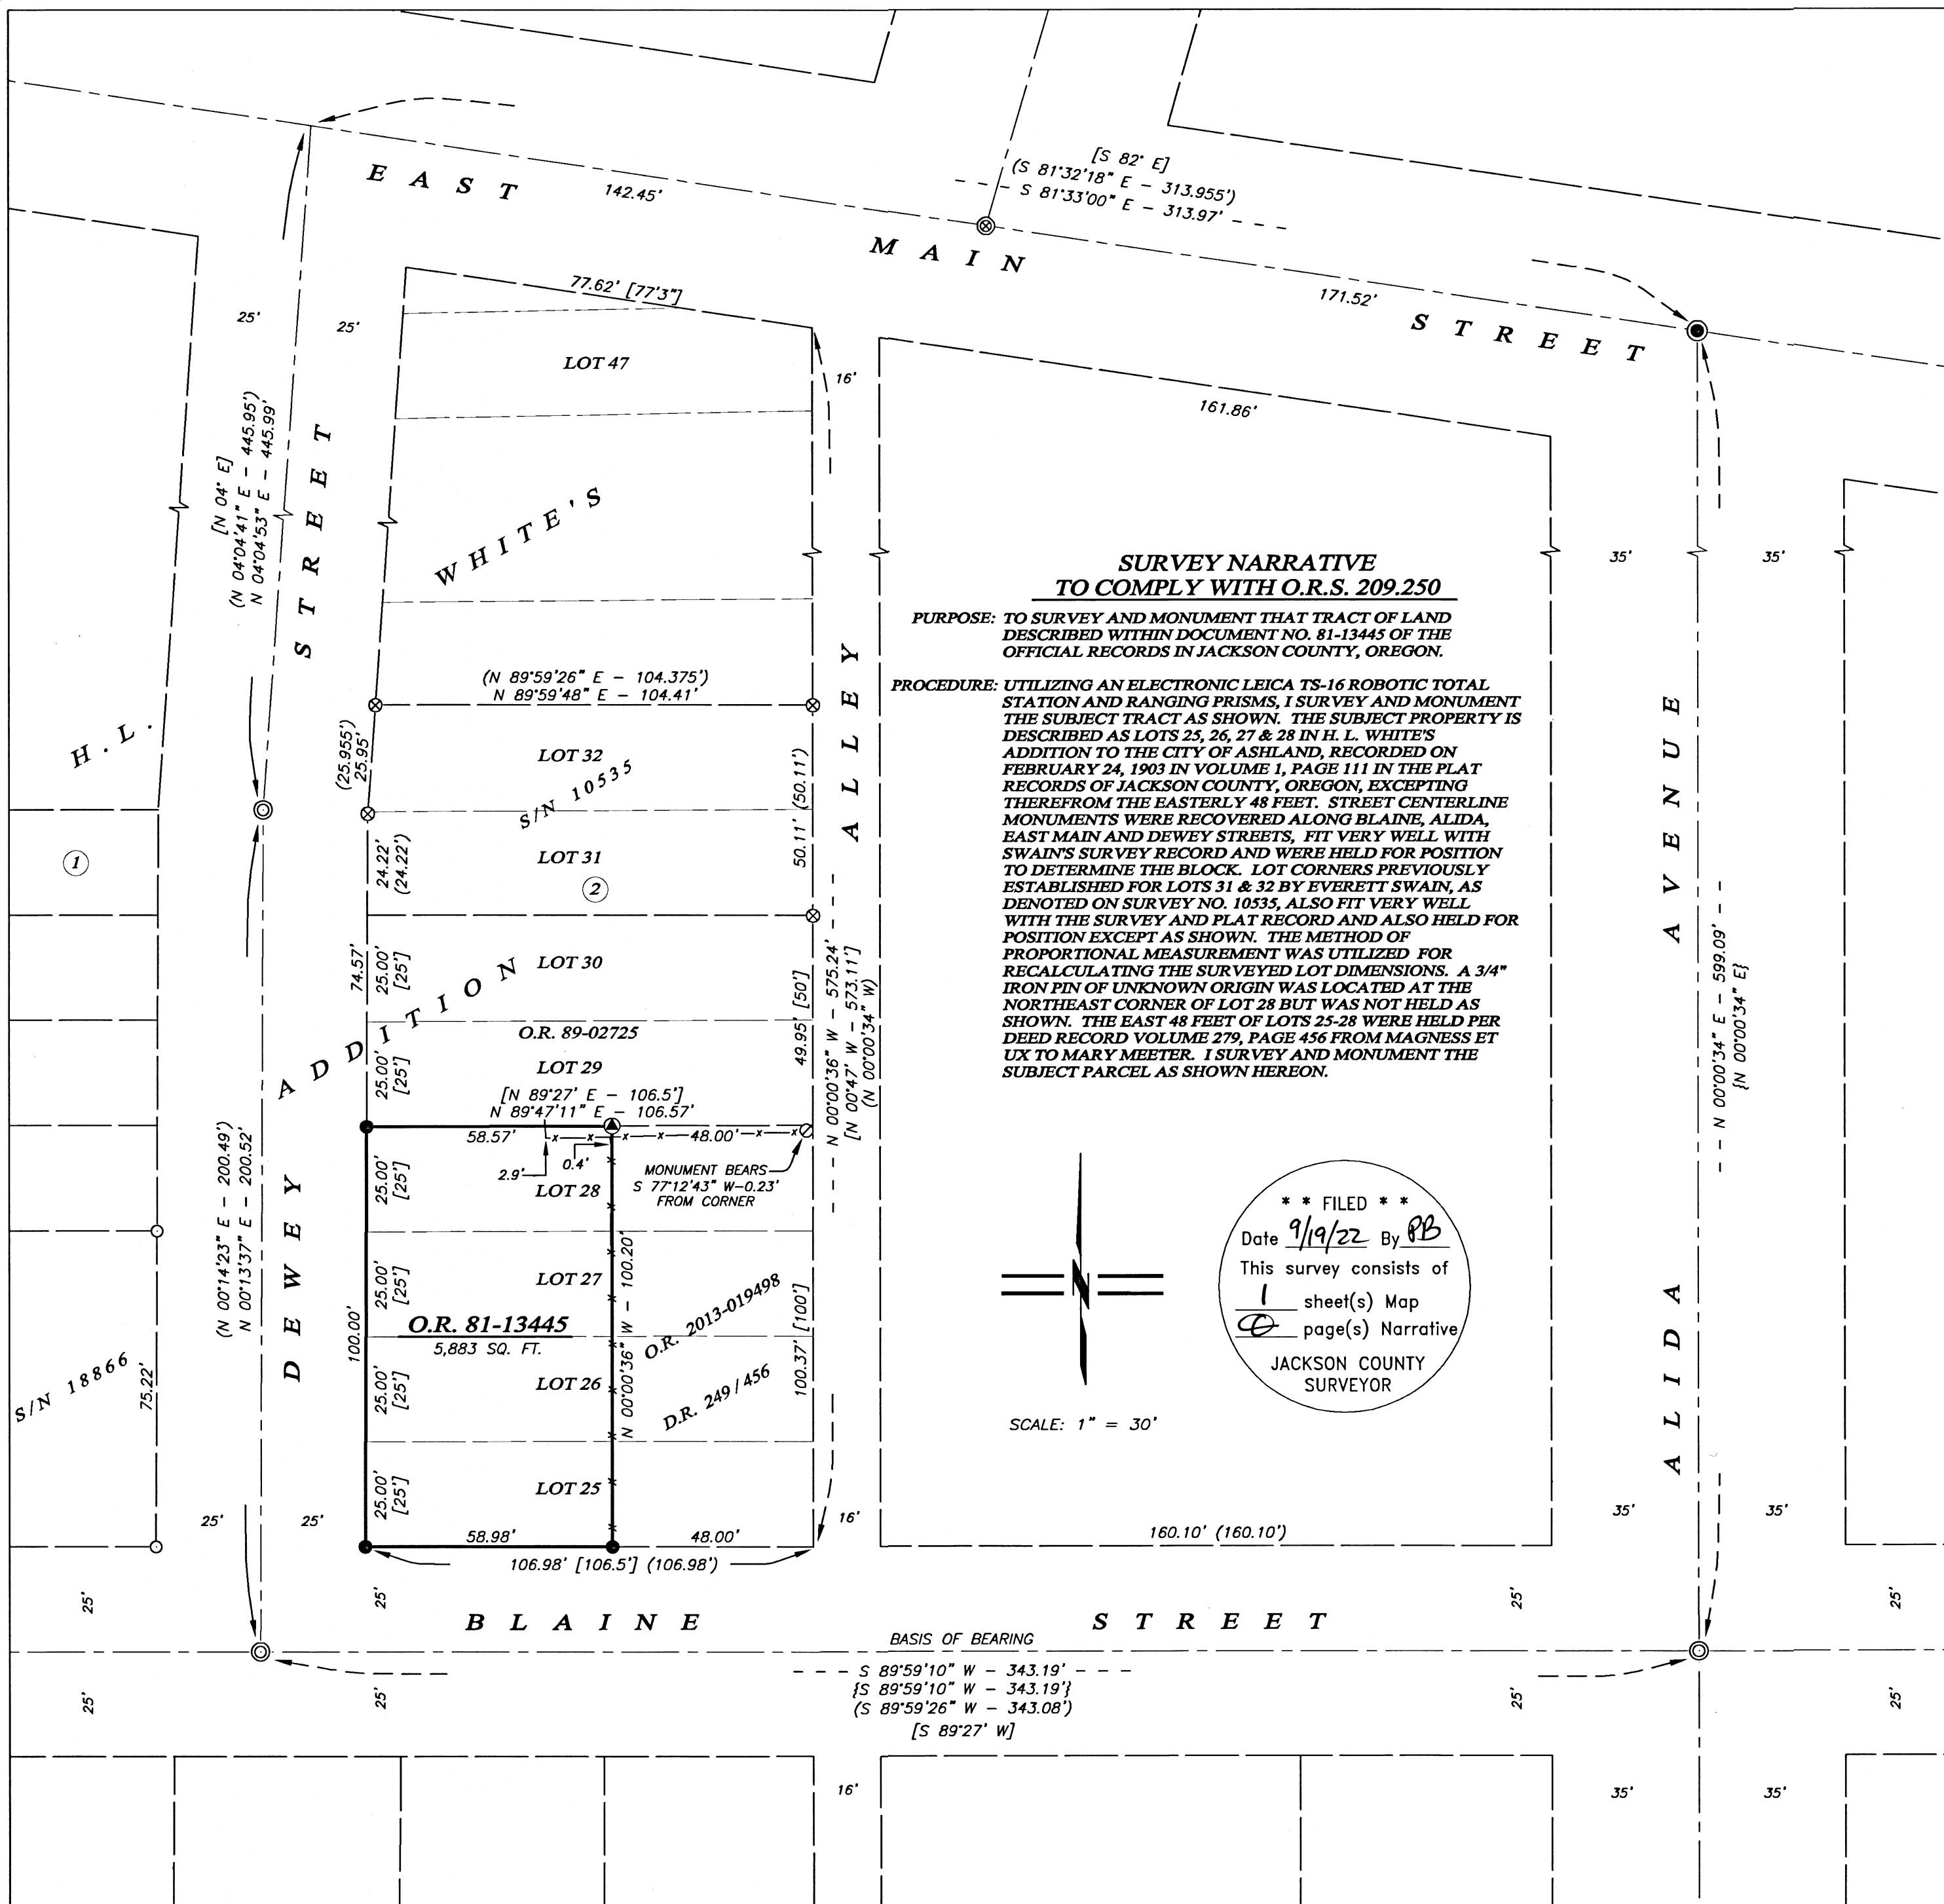 [S 82° E]
(S 81°32'18" E - 313.955')
S 81°33'00" E - 313.97'
EAST
142.45'
MAIN
STREET
171.52'
77.62' [77'3"]
25'
25'
LOT 47
16'
161.86'
[N 04° E]
(N 04°04'41" E - 445.95')
N 04°04'53" E - 445.99'
STREET
WHITE'S
H.L.
SURVEY NARRATIVE
TO COMPLY WITH O.R.S. 209.250
PURPOSE: TO SURVEY AND MONUMENT THAT TRACT OF LAND
DESCRIBED WITHIN DOCUMENT NO. 81-13445 OF THE
OFFICIAL RECORDS IN JACKSON COUNTY, OREGON.
PROCEDURE: UTILIZING AN ELECTRONIC LEICA TS-16 ROBOTIC TOTAL
STATION AND RANGING PRISMS, I SURVEY AND MONUMENT
THE SUBJECT TRACT AS SHOWN. THE SUBJECT PROPERTY IS
DESCRIBED AS LOTS 25, 26, 27 & 28 IN H. L. WHITE'S
ADDITION TO THE CITY OF ASHLAND, RECORDED ON
FEBRUARY 24, 1903 IN VOLUME 1, PAGE 111 IN THE PLAT
RECORDS OF JACKSON COUNTY, OREGON, EXCEPTING
THEREFROM THE EASTERLY 48 FEET. STREET CENTERLINE
MONUMENTS WERE RECOVERED ALONG BLAINE, ALIDA,
EAST MAIN AND DEWEY STREETS, FIT VERY WELL WITH
SWAIN'S SURVEY RECORD AND WERE HELD FOR POSITION
TO DETERMINE THE BLOCK. LOT CORNERS PREVIOUSLY
ESTABLISHED FOR LOTS 31 & 32 BY EVERETT SWAIN, AS
DENOTED ON SURVEY NO. 10535, ALSO FIT VERY WELL
WITH THE SURVEY AND PLAT RECORD AND ALSO HELD FOR
POSITION EXCEPT AS SHOWN. THE METHOD OF
PROPORTIONAL MEASUREMENT WAS UTILIZED FOR
RECALCULATING THE SURVEYED LOT DIMENSIONS. A 3/4"
IRON PIN OF UNKNOWN ORIGIN WAS LOCATED AT THE
NORTHEAST CORNER OF LOT 28 BUT WAS NOT HELD AS
SHOWN. THE EAST 48 FEET OF LOTS 25-28 WERE HELD PER
DEED RECORD VOLUME 279, PAGE 456 FROM MAGNESS ET
UX TO MARY MEETER. I SURVEY AND MONUMENT THE
SUBJECT PARCEL AS SHOWN HEREON.
35'
35'
AVENUE
ALLEY
(N 89°59'26" E - 104.375')
N 89°59'48" E - 104.41'
(25.955')
25.95'
LOT 32
S/N 10535
50.11' (50.11')
1
24.22'
(24.22')
LOT 31
2
74.57'
25.00'
[25']
LOT 30
ADDITION
O.R. 89-02725
25.00'
[25']
LOT 29
49.95' [50']
N 00°00'36" W - 575.24'
[N 00°47' W - 573.11']
(N 00°00'34" W)
N 00°00'34" E - 599.09'
{N 00°00'34" E}
[N 89°27' E - 106.5']
N 89°47'11" E - 106.57'
58.57'
48.00'
2.9'
0.4'
MONUMENT BEARS
S 77°12'43" W-0.23'
FROM CORNER
25.00'
[25']
LOT 28
(N 00°14'23" E - 200.49')
N 00°13'37" E - 200.52'
DEWEY
25.00'
[25']
LOT 27
N 00°00'36" W - 100.20'
O.R. 2013-019498
100.00'
O.R. 81-13445
5,883 SQ. FT.
100.37' [100']
25.00'
[25']
LOT 26
D.R. 249 / 456
S/N 18866
75.22'
25.00'
[25']
LOT 25
N
SCALE: 1" = 30'
* * FILED * *
Date 9/19/22 By PB
This survey consists of
1 sheet(s) Map
0 page(s) Narrative
JACKSON COUNTY
SURVEYOR
ALIDA
25'
25'
58.98'
48.00'
16'
160.10' (160.10')
35'
35'
106.98' [106.5'] (106.98')
25'
25'
25'
25'
BLAINE
STREET
BASIS OF BEARING
S 89°59'10" W - 343.19'
{S 89°59'10" W - 343.19'}
(S 89°59'26" W - 343.08')
[S 89°27' W]
25'
25'
25'
25'
16'
35'
35'